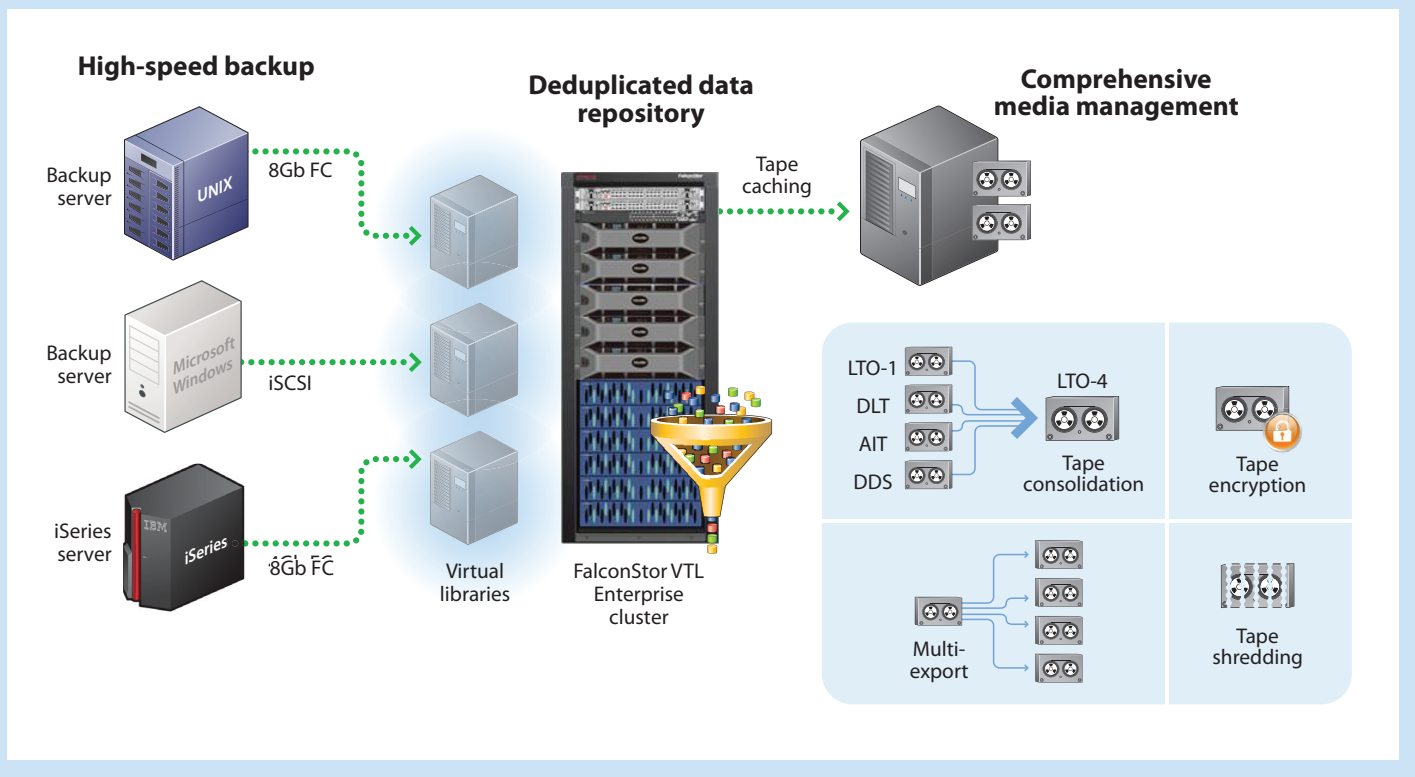 High-speed backup
Backup
server
UNIX
8Gb FC
Backup
server
Microsoft
Windows
iSCSI
iSeries
server
IBM
iSeries
8Gb FC
Virtual
libraries
Deduplicated data
repository
FalconStor
FalconStor VTL
Enterprise
cluster
Tape
caching
Comprehensive
media management
LTO-1
DLT
AIT
DDS
LTO-4
Tape
consolidation
Tape
encryption
Multi-
export
Tape
shredding